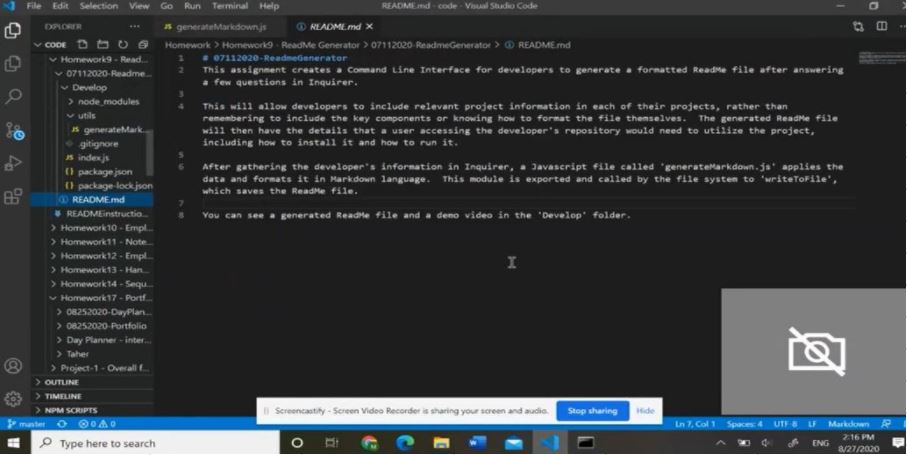 File Edit Selection View Go Run Terminal Help
README.md - code - Visual Studio Code
EXPLORER
generateMarkdown.js
README.md
CODE
Homework > Homework9 - ReadMe Generator > 07112020-ReadmeGenerator > README.md
Homework9 - Read...
07112020-Readme...
Develop
node_modules
utils
generateMark...
.gitignore
index.js
package.json
package-lock.json
README.md
READMEinstructio...
Homework10 - Empl...
Homework11 - Note...
Homework12 - Empl...
Homework13 - Han...
Homework14 - Sequ...
Homework17 - Portf...
08252020-DayPlan...
08252020-Portfolio
Day Planner - inter...
Taher
Project-1 - Overall f...
OUTLINE
TIMELINE
NPM SCRIPTS
1 # 07112020-ReadmeGenerator
2 This assignment creates a Command Line Interface for developers to generate a formatted ReadMe file after answering
a few questions in Inquirer.
3
4 This will allow developers to include relevant project information in each of their projects, rather than
remembering to include the key components or knowing how to format the file themselves. The generated ReadMe file
will then have the details that a user accessing the developer's repository would need to utilize the project,
including how to install it and how to run it.
5
6 After gathering the developer's information in Inquirer, a Javascript file called 'generateMarkdown.js' applies the
data and formats it in Markdown language. This module is exported and called by the file system to 'writeToFile',
which saves the ReadMe file.
7
8 You can see a generated ReadMe file and a demo video in the 'Develop' folder.
Screencastify - Screen Video Recorder is sharing your screen and audio.
Stop sharing
Hide
master
0 0
Ln 7, Col 1 Spaces: 4 UTF-8 LF Markdown
Type here to search
ENG
2:16 PM
8/27/2020